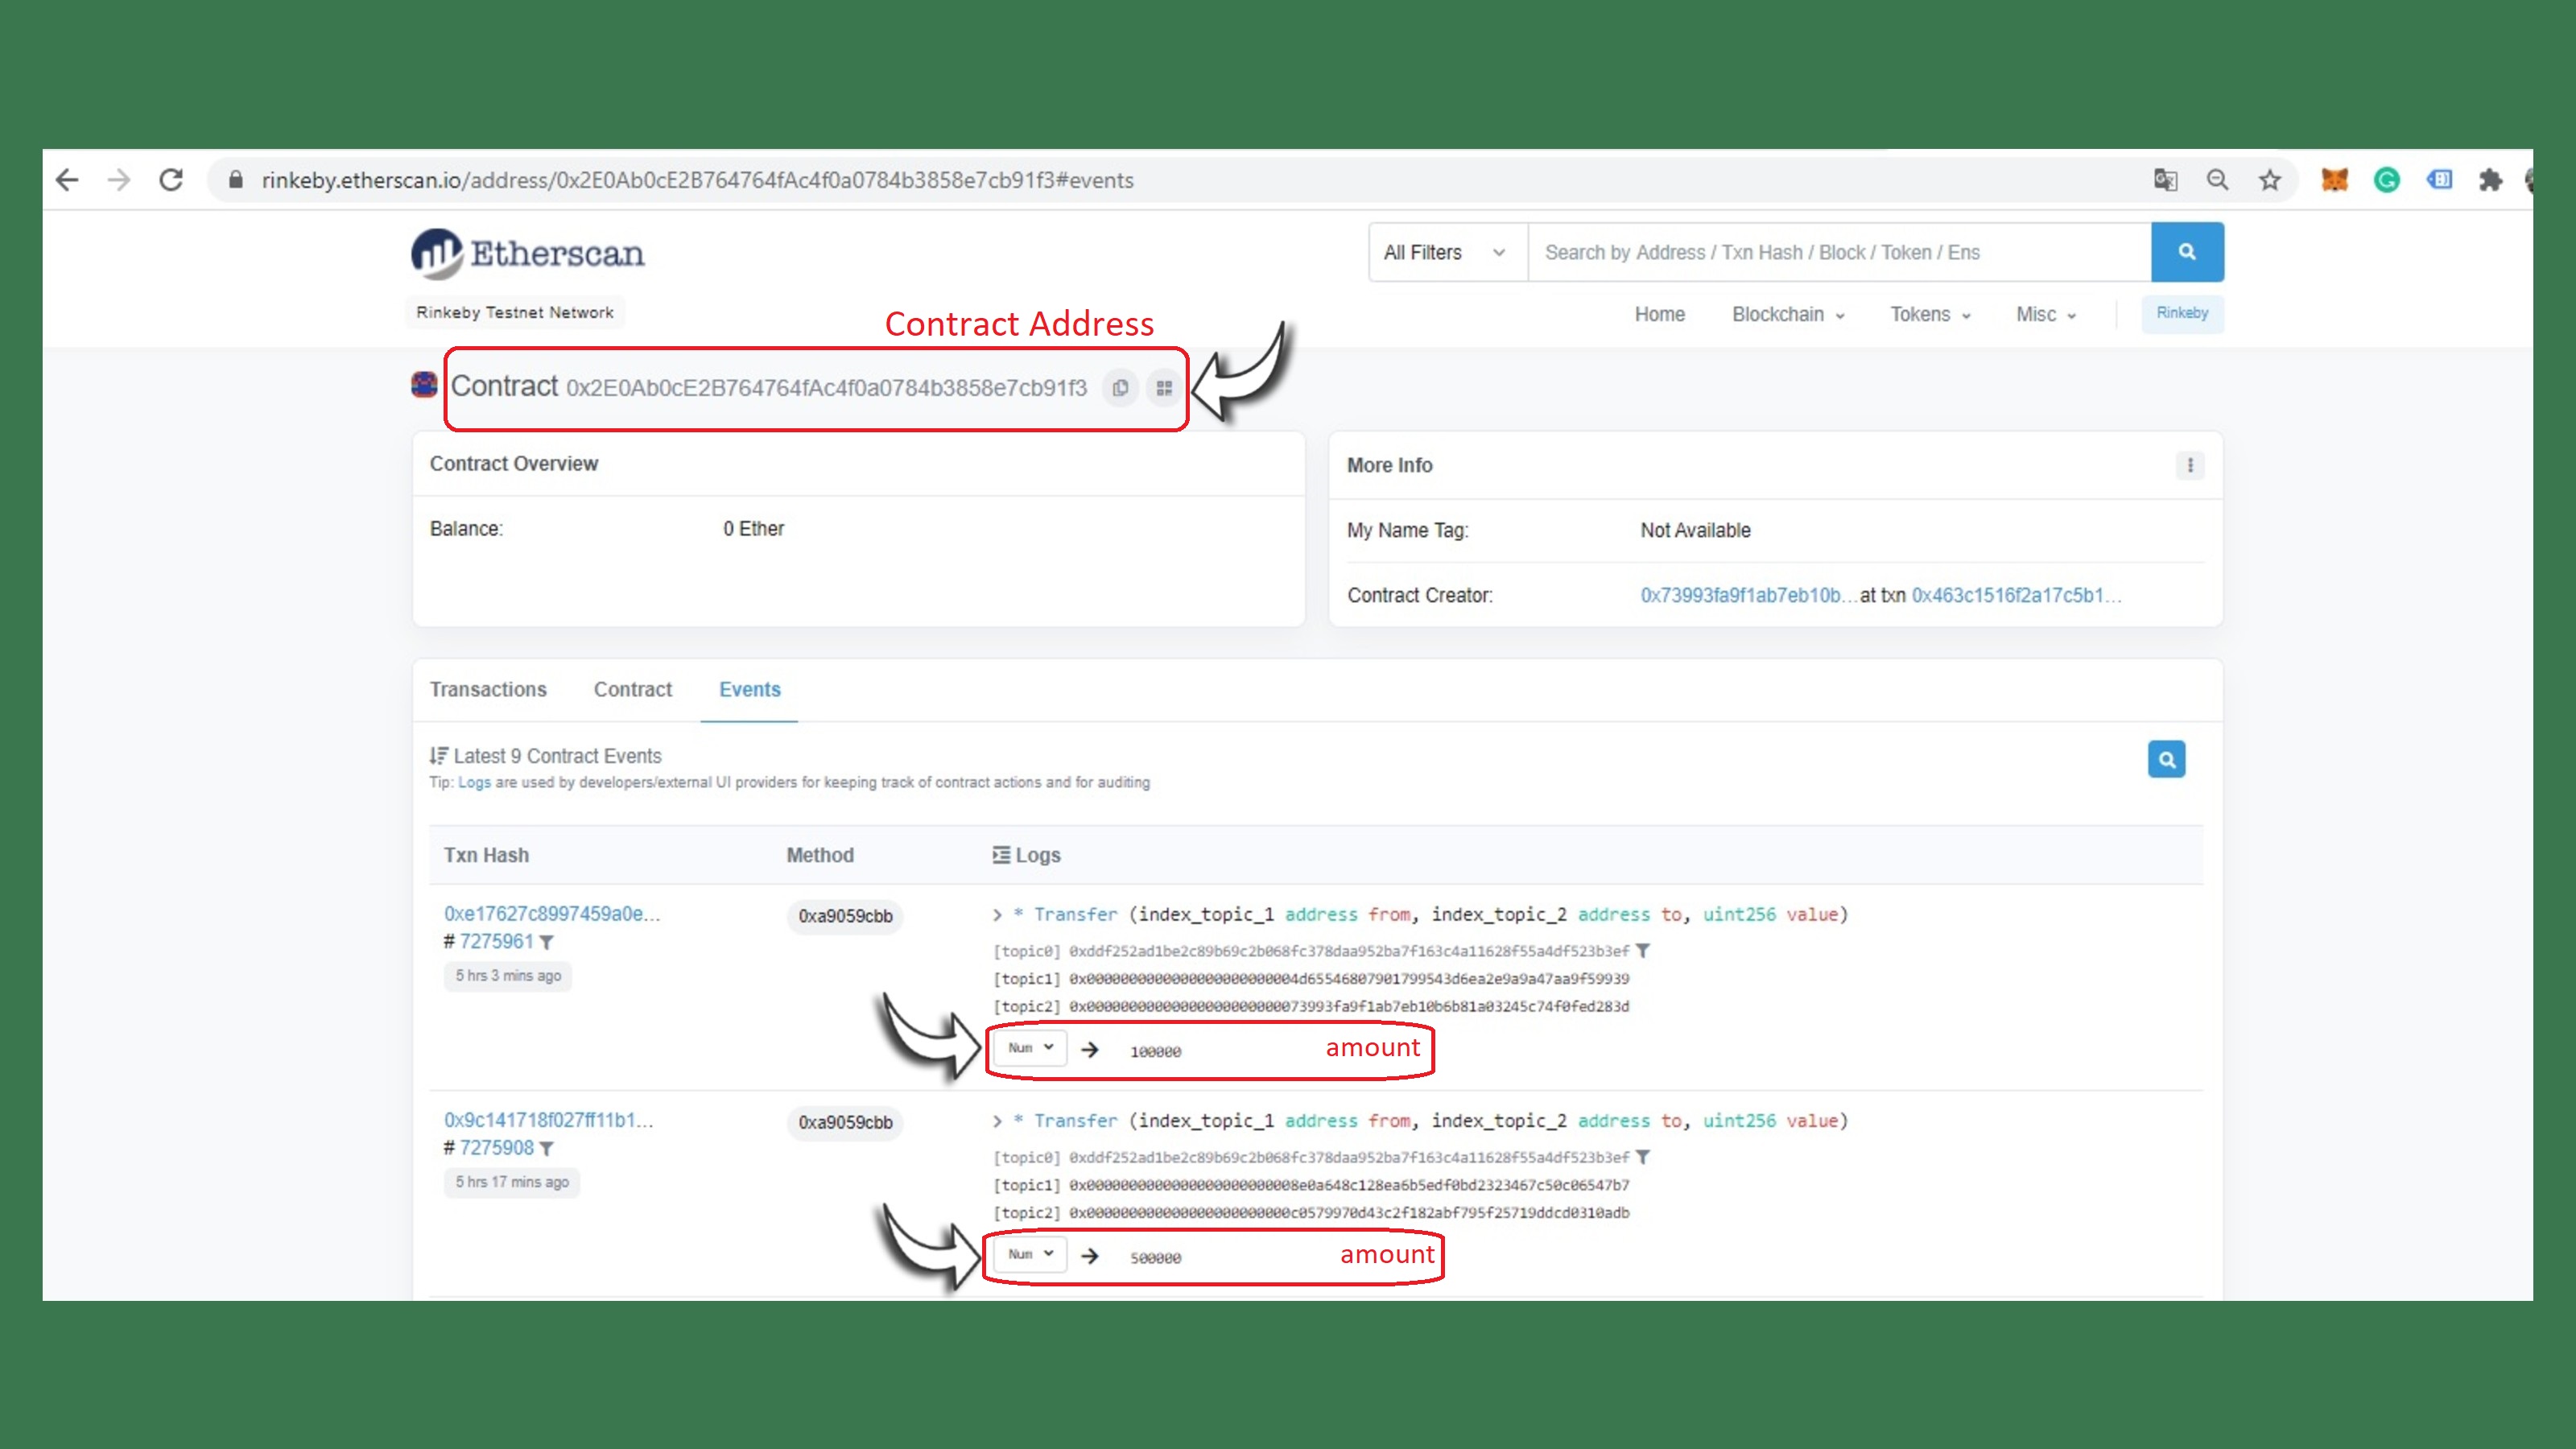 rinkeby.etherscan.io/address/0x2E0Ab0cE2B764764fAc4f0a0784b3858e7cb91f3#events
Etherscan
All Filters
Search by Address / Txn Hash / Block / Token / Ens
Rinkeby Testnet Network
Home
Blockchain
Tokens
Misc
Rinkeby
Contract Address
Contract 0x2E0Ab0cE2B764764fAc4f0a0784b3858e7cb91f3
Contract Overview
Balance:
0 Ether
More Info
My Name Tag:
Not Available
Contract Creator:
0x73993fa9f1ab7eb10b... at txn 0x463c1516f2a17c5b1...
Transactions
Contract
Events
Latest 9 Contract Events
Tip: Logs are used by developers/external UI providers for keeping track of contract actions and for auditing
Txn Hash
Method
Logs
0xe17627c8997459a0e...
# 7275961
5 hrs 3 mins ago
0xa9059cbb
> * Transfer (index_topic_1 address from, index_topic_2 address to, uint256 value)
[topic0] 0xddf252ad1be2c89b69c2b068fc378daa952ba7f163c4a11628f55a4df523b3ef
[topic1] 0x0000000000000000000000004d65546807901799543d6ea2e9a9a47aa9f59939
[topic2] 0x00000000000000000000000073993fa9f1ab7eb10b6b81a03245c74f0fed283d
Num → 100000
amount
0x9c141718f027ff11b1...
# 7275908
5 hrs 17 mins ago
0xa9059cbb
> * Transfer (index_topic_1 address from, index_topic_2 address to, uint256 value)
[topic0] 0xddf252ad1be2c89b69c2b068fc378daa952ba7f163c4a11628f55a4df523b3ef
[topic1] 0x0000000000000000000000008e0a648c128ea6b5edf0bd2323467c50c06547b7
[topic2] 0x000000000000000000000000c0579970d43c2f182abf795f25719ddcd0310adb
Num → 500000
amount